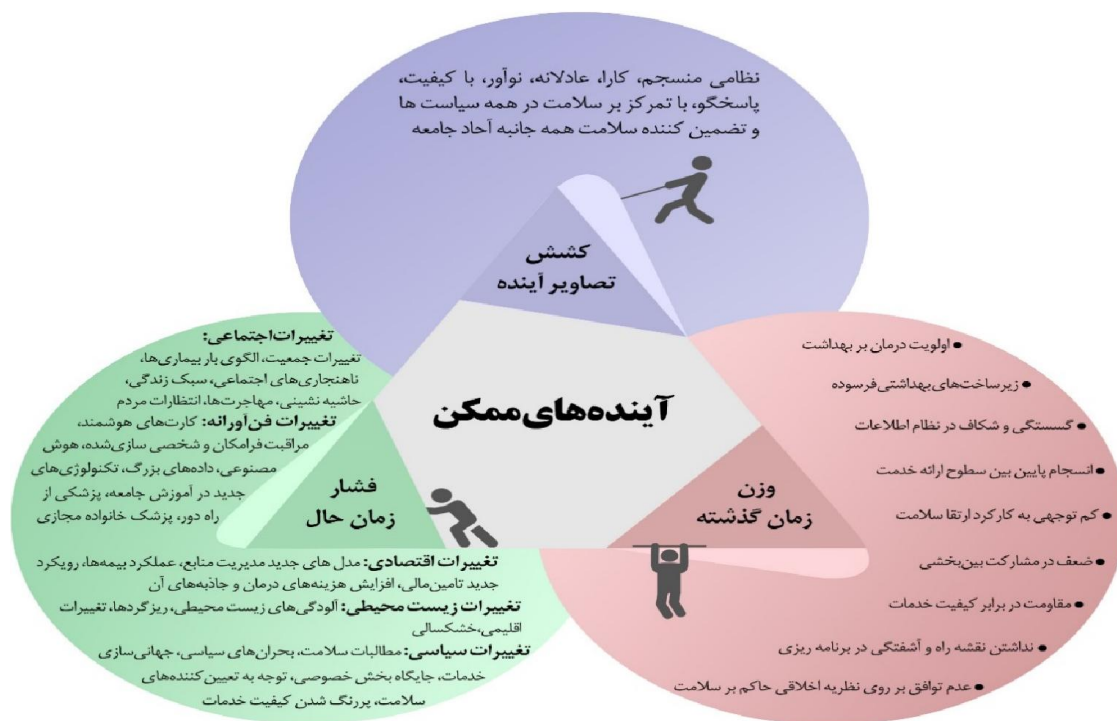 نظامی منسجم، کارا، عادلانه، نوآور، با کیفیت،
پاسخگو، با تمرکز بر سلامت در همه سیاست ها
و تضمین کننده سلامت همه جانبه آحاد جامعه
کشش
تصاویر آینده
آینده‌های ممکن
وزن
زمان گذشته
اولویت درمان بر بهداشت
زیرساخت‌های بهداشتی فرسوده
گسستگی و شکاف در نظام اطلاعات
انسجام پایین بین سطوح ارائه خدمت
کم توجهی به کارکرد ارتقا سلامت
ضعف در مشارکت بین‌بخشی
مقاومت در برابر کیفیت خدمات
نداشتن نقشه راه و آشفتگی در برنامه ریزی
عدم توافق بر روی نظریه اخلاقی حاکم بر سلامت
فشار
زمان حال
تغییرات اجتماعی:
تغییرات جمعیت، الگوی بار بیماری‌ها،
ناهنجاری‌های اجتماعی، سبک زندگی،
حاشیه نشینی، مهاجرت‌ها، انتظارات مردم
تغییرات فن‌آورانه: کارت‌های هوشمند،
مراقبت فرامکان و شخصی سازی‌شده، هوش
مصنوعی، داده‌های بزرگ، تکنولوژی‌های
جدید در آموزش جامعه، پزشکی از
راه دور، پزشک خانواده مجازی
تغییرات اقتصادی: مدل های جدید مدیریت منابع، عملکرد بیمه‌ها، رویکرد
جدید تامین‌مالی، افزایش هزینه‌های درمان و جاذبه‌های آن
تغییرات زیست محیطی: آلودگی‌های زیست محیطی، ریزگردها، تغییرات
اقلیمی،خشکسالی
تغییرات سیاسی: مطالبات سلامت، بحران‌های سیاسی، جهانی‌سازی
خدمات، جایگاه بخش خصوصی، توجه به تعیین‌کننده‌های
سلامت، پررنگ شدن کیفیت خدمات